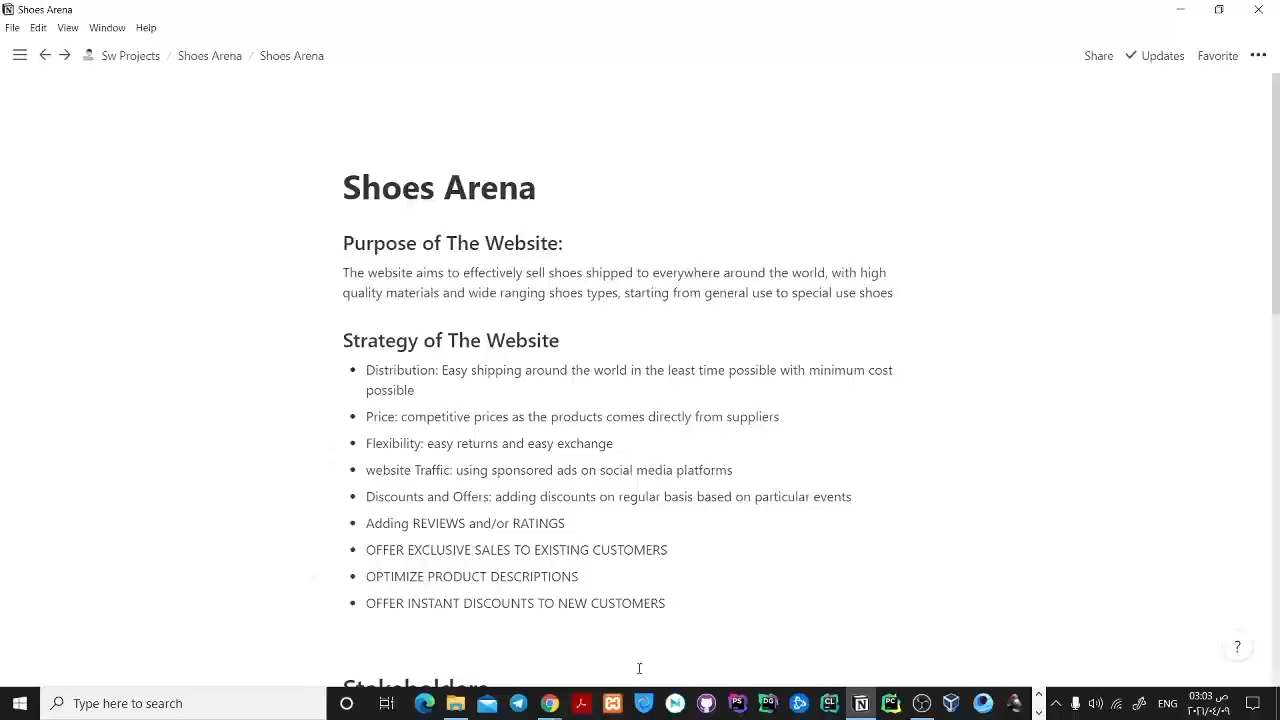 Shoes Arena
File Edit View Window Help
Sw Projects / Shoes Arena / Shoes Arena
Share Updates Favorite
Shoes Arena
Purpose of The Website:
The website aims to effectively sell shoes shipped to everywhere around the world, with high
quality materials and wide ranging shoes types, starting from general use to special use shoes
Strategy of The Website
• Distribution: Easy shipping around the world in the least time possible with minimum cost
possible
• Price: competitive prices as the products comes directly from suppliers
• Flexibility: easy returns and easy exchange
• website Traffic: using sponsored ads on social media platforms
• Discounts and Offers: adding discounts on regular basis based on particular events
• Adding REVIEWS and/or RATINGS
• OFFER EXCLUSIVE SALES TO EXISTING CUSTOMERS
• OPTIMIZE PRODUCT DESCRIPTIONS
• OFFER INSTANT DISCOUNTS TO NEW CUSTOMERS
Stakeholders
?
Type here to search
ENG